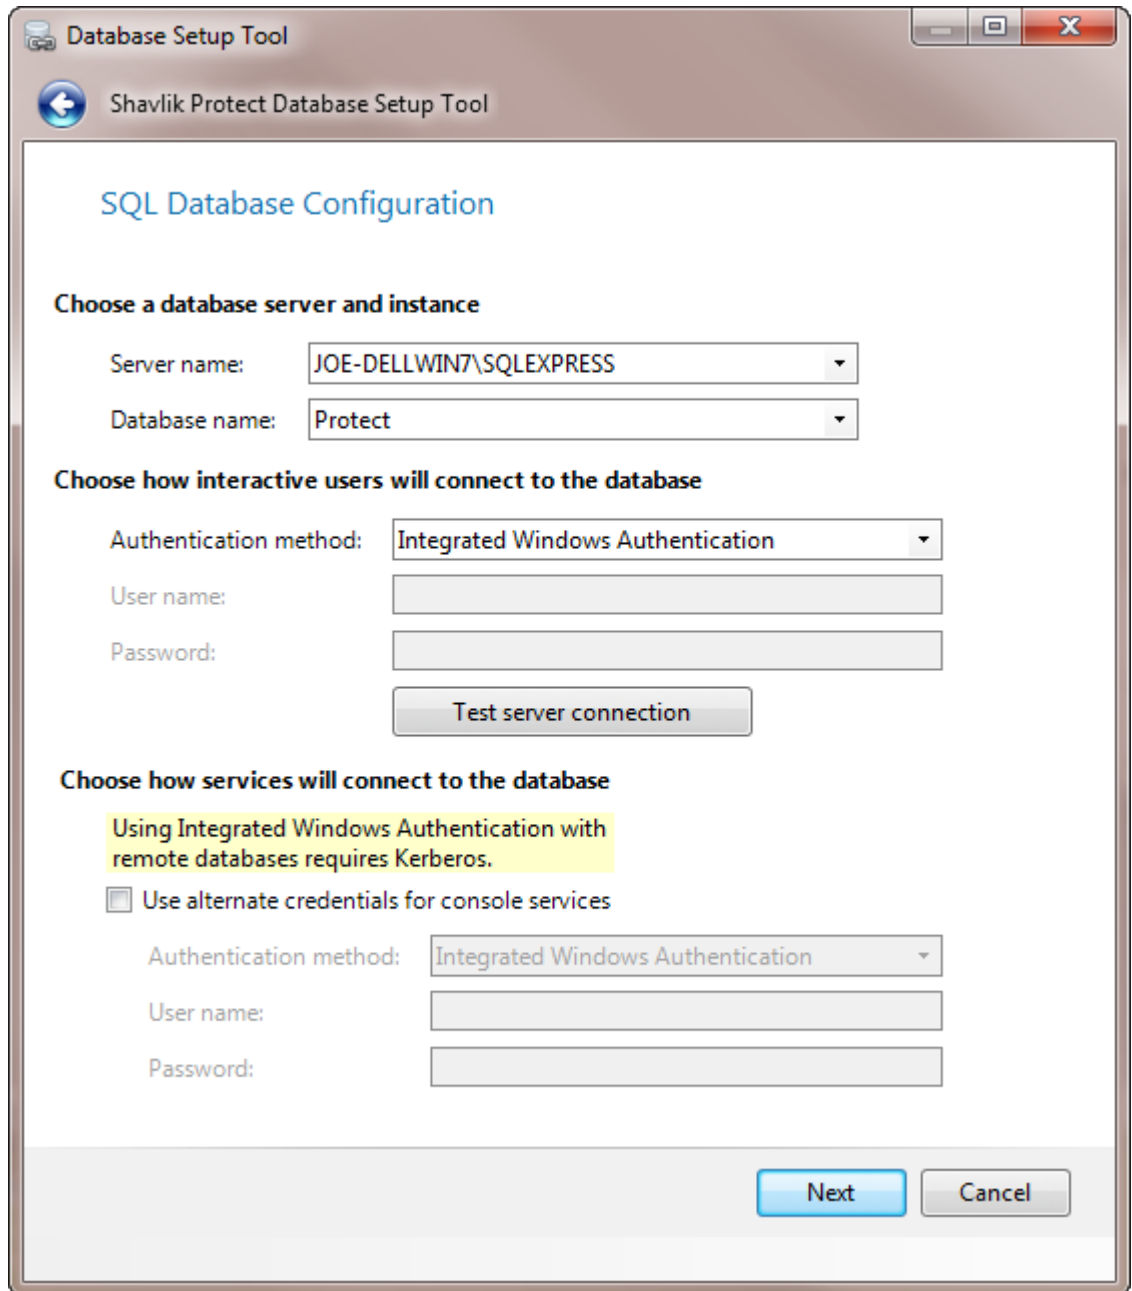 Database Setup Tool
Shavlik Protect Database Setup Tool
SQL Database Configuration
Choose a database server and instance
Server name: JOE-DELLWIN7\SQLEXPRESS
Database name: Protect
Choose how interactive users will connect to the database
Authentication method: Integrated Windows Authentication
User name:
Password:
Test server connection
Choose how services will connect to the database
Using Integrated Windows Authentication with
remote databases requires Kerberos.
Use alternate credentials for console services
Authentication method: Integrated Windows Authentication
User name:
Password:
Next Cancel